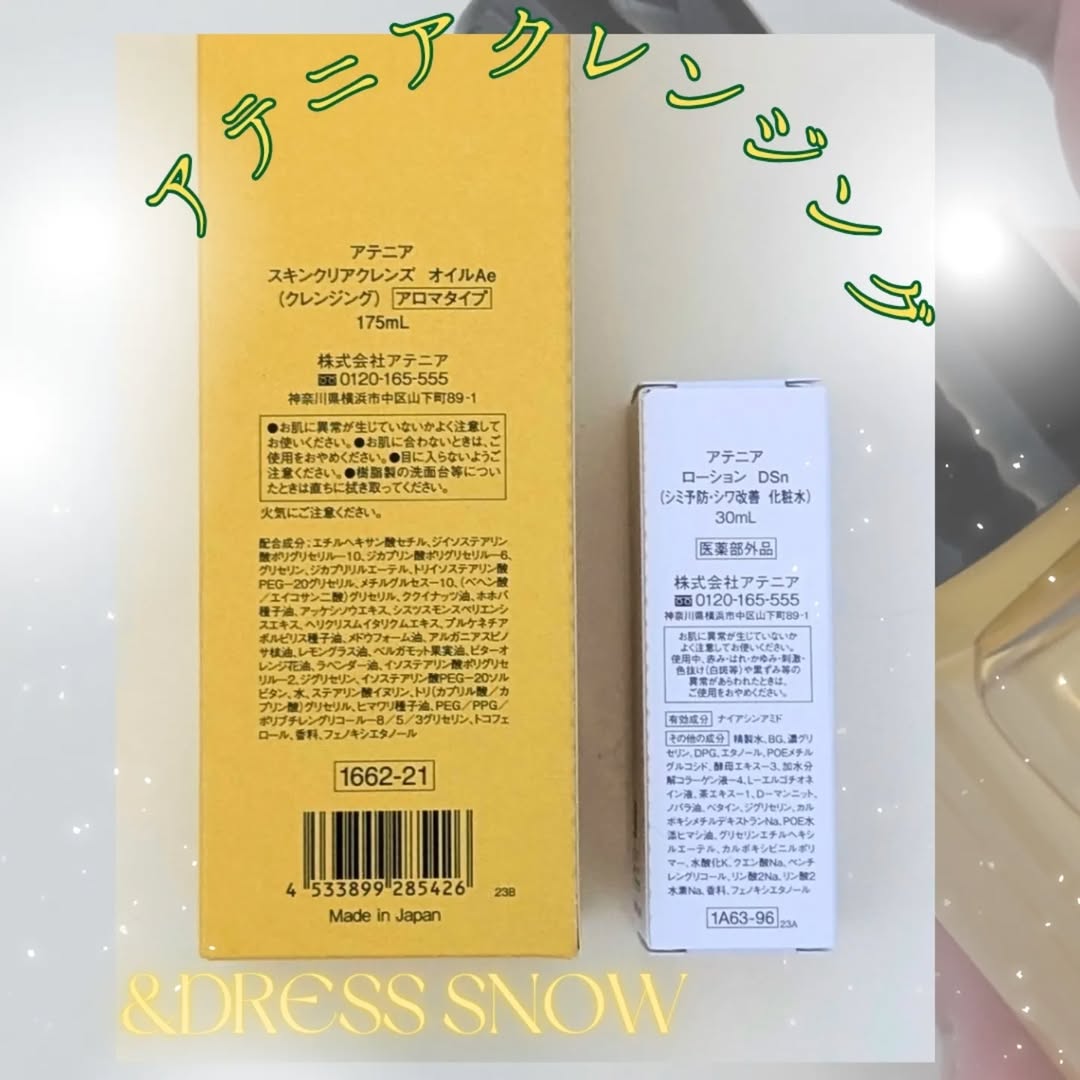 アテニアクレンジング
アテニア
スキンクリアクレンズ オイルAe
(クレンジング) アロマタイプ
175mL
株式会社アテニア
0120-165-555
神奈川県横浜市中区山下町89-1
●お肌に異常が生じていないかよく注意して
お使いください。●お肌に合わないときは、ご
使用をおやめください。●目に入らないようご
注意ください。●樹脂製の洗面台等につい
たときは直ちに拭き取ってください。
火気にご注意ください。
配合成分:エチルヘキサン酸セチル、ジイソステアリン
酸ポリグリセリル-10、ジカプリン酸ポリグリセリル-6、
グリセリン、ジカプリリルエーテル、トリイソステアリン酸
PEG-20グリセリル、メチルグルセス-10、(ベヘン酸
/エイコサン二酸)グリセリル、ククイナッツ油、ホホバ
種子油、アッケシソウエキス、シスツスモンスペリエンシ
スエキス、ヘリクリスムイタリクムエキス、プルケネチア
ボルビリス種子油、メドウフォーム油、アルガニアスピノ
サ核油、レモングラス油、ベルガモット果実油、ビターオ
レンジ花油、ラベンダー油、イソステアリン酸ポリグリセ
リル-2、ジグリセリン、イソステアリン酸PEG-20ソル
ビタン、水、ステアリン酸イヌリン、トリ(カプリル酸/カ
プリン酸)グリセリル、ヒマワリ種子油、PEG/PPG/
ポリブチレングリコール-8/5/3グリセリン、トコフェ
ロール、香料、フェノキシエタノール
1662-21
4 533899 285426
23B
Made in Japan
アテニア
ローション DSn
(シミ予防・シワ改善 化粧水)
30mL
医薬部外品
株式会社アテニア
0120-165-555
神奈川県横浜市中区山下町89-1
お肌に異常が生じていないか
よく注意してお使いください。
使用中、赤み・はれ・かゆみ・刺激・
色抜け(白斑等)や黒ずみ等の
異常があらわれたときは、
ご使用をおやめください。
有効成分 ナイアシンアミド
その他の成分 精製水、BG、濃グリ
セリン、DPG、エタノール、POEメチル
グルコシド、酵母エキス-3、加水分
解コラーゲン液-4、L-エルゴチオネ
イン液、茶エキス-1、D-マンニット、
ノバラ油、ベタイン、ジグリセリン、カル
ボキシメチルデキストランNa、POE水
添ヒマシ油、グリセリンエチルヘキシ
ルエーテル、カルボキシビニルポリ
マー、水酸化K、クエン酸Na、ペンチ
レングリコール、リン酸2Na、リン酸2
水素Na、香料、フェノキシエタノール
1A63-96
23A
&DRESS SNOW